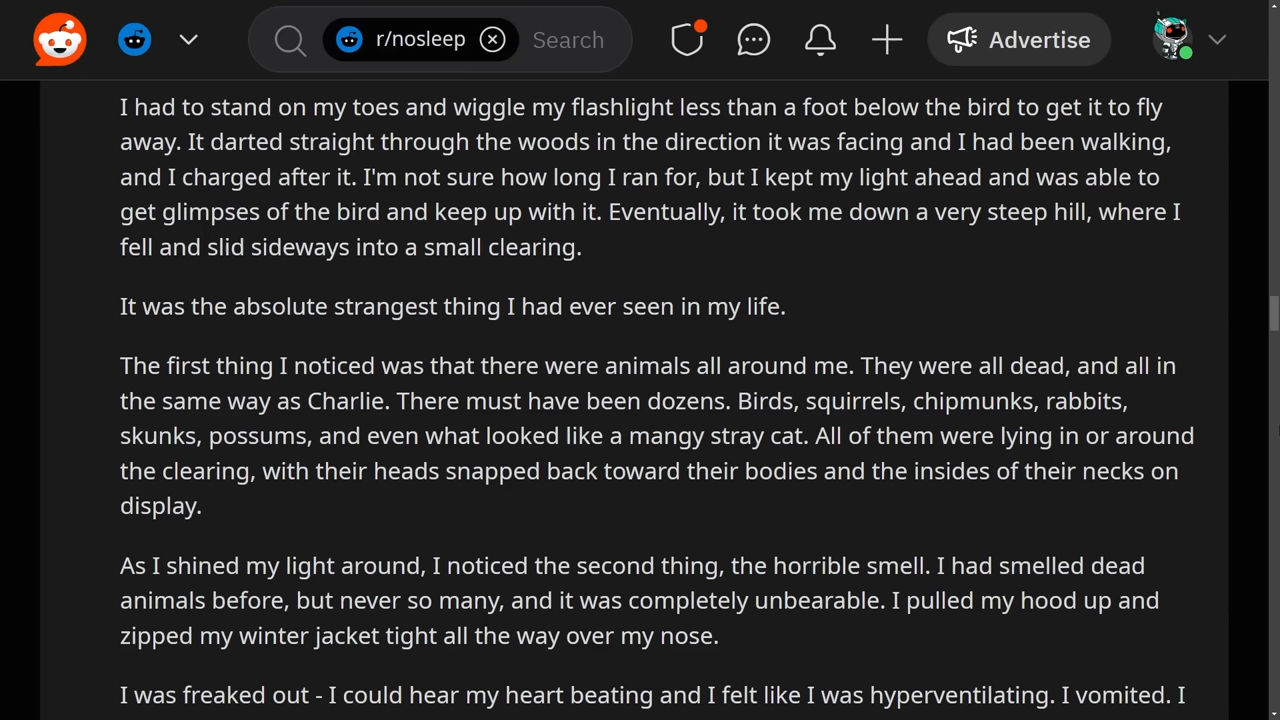 r/nosleep
Search
Advertise
I had to stand on my toes and wiggle my flashlight less than a foot below the bird to get it to fly
away. It darted straight through the woods in the direction it was facing and I had been walking,
and I charged after it. I'm not sure how long I ran for, but I kept my light ahead and was able to
get glimpses of the bird and keep up with it. Eventually, it took me down a very steep hill, where I
fell and slid sideways into a small clearing.
It was the absolute strangest thing I had ever seen in my life.
The first thing I noticed was that there were animals all around me. They were all dead, and all in
the same way as Charlie. There must have been dozens. Birds, squirrels, chipmunks, rabbits,
skunks, possums, and even what looked like a mangy stray cat. All of them were lying in or around
the clearing, with their heads snapped back toward their bodies and the insides of their necks on
display.
As I shined my light around, I noticed the second thing, the horrible smell. I had smelled dead
animals before, but never so many, and it was completely unbearable. I pulled my hood up and
zipped my winter jacket tight all the way over my nose.
I was freaked out - I could hear my heart beating and I felt like I was hyperventilating. I vomited. I